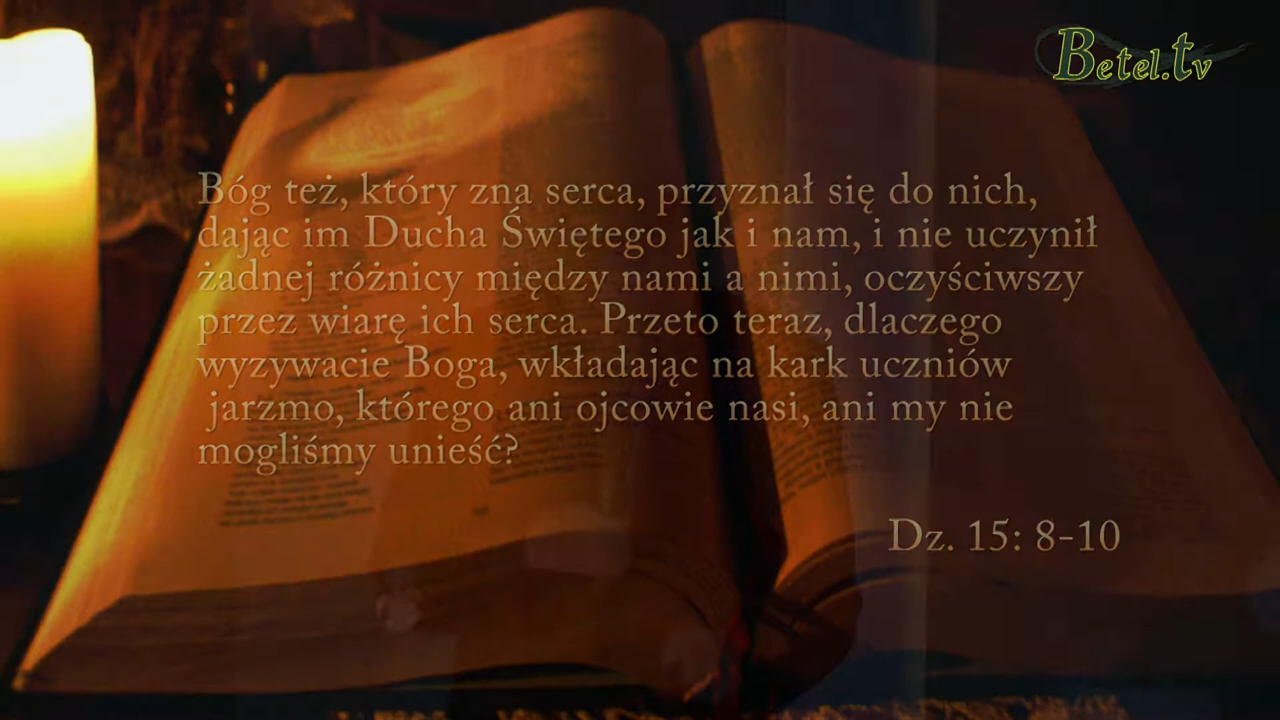 Betel.tv
Bóg też, który zna serca, przyznał się do nich,
dając im Ducha Świętego jak i nam, i nie uczynił
żadnej różnicy między nami a nimi, oczyściwszy
przez wiarę ich serca. Przeto teraz, dlaczego
wyzywacie Boga, wkładając na kark uczniów
jarzmo, którego ani ojcowie nasi, ani my nie
mogliśmy unieść?
Dz. 15: 8-10